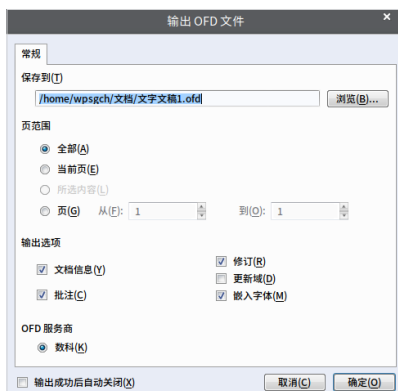 输出 OFD 文件
常规
保存到(T)
/home/wpsgch/文档/文字文稿1.ofd
浏览(B)...
页范围
全部(A)
当前页(E)
所选内容(L)
页(G) 从(F): 1 到(O): 1
输出选项
文档信息(Y)
修订(R)
更新域(D)
批注(C)
嵌入字体(M)
OFD 服务商
数科(K)
输出成功后自动关闭(X)
取消(C)
确定(O)